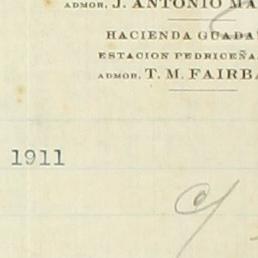 ADMOR, J. ANTONIO
HACIENDA
ESTACION PEDRICEÑA
ADMOR, T. M.
1911